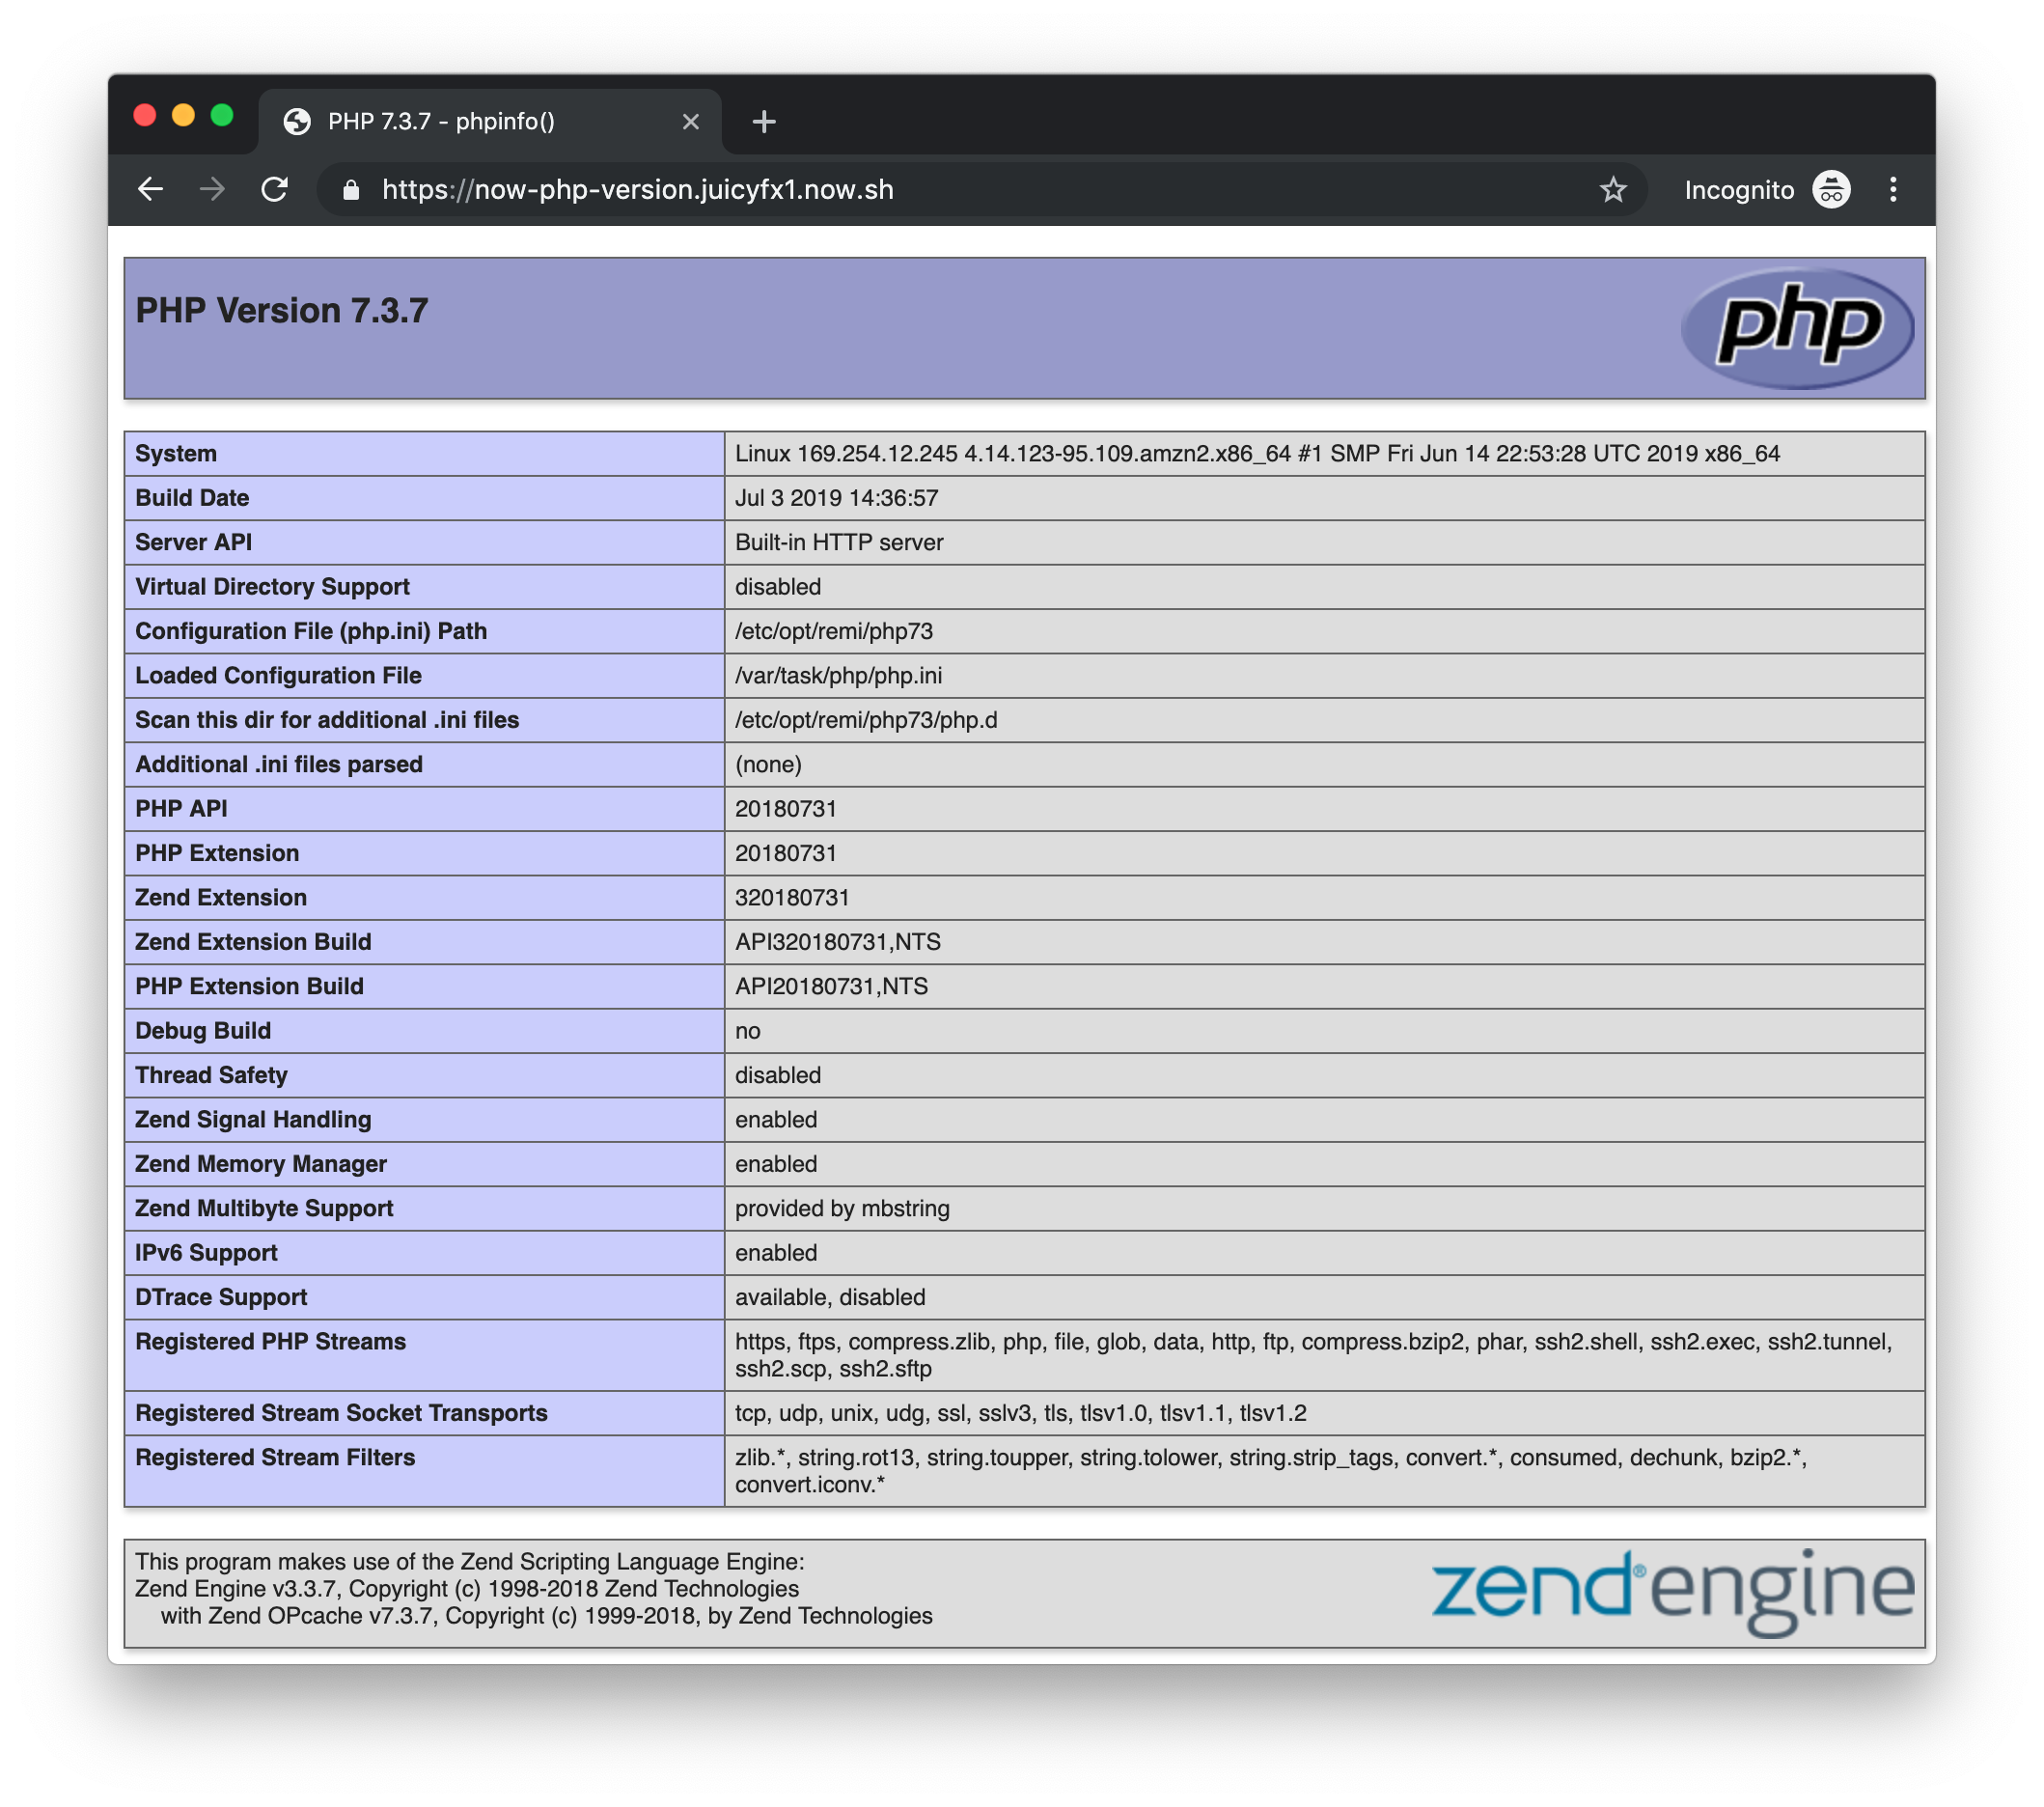 PHP 7.3.7 - phpinfo()
https://now-php-version.juicyfx1.now.sh
Incognito
PHP Version 7.3.7
php
System Linux 169.254.12.245 4.14.123-95.109.amzn2.x86_64 #1 SMP Fri Jun 14 22:53:28 UTC 2019 x86_64
Build Date Jul 3 2019 14:36:57
Server API Built-in HTTP server
Virtual Directory Support disabled
Configuration File (php.ini) Path /etc/opt/remi/php73
Loaded Configuration File /var/task/php/php.ini
Scan this dir for additional .ini files /etc/opt/remi/php73/php.d
Additional .ini files parsed (none)
PHP API 20180731
PHP Extension 20180731
Zend Extension 320180731
Zend Extension Build API320180731,NTS
PHP Extension Build API20180731,NTS
Debug Build no
Thread Safety disabled
Zend Signal Handling enabled
Zend Memory Manager enabled
Zend Multibyte Support provided by mbstring
IPv6 Support enabled
DTrace Support available, disabled
Registered PHP Streams https, ftps, compress.zlib, php, file, glob, data, http, ftp, compress.bzip2, phar, ssh2.shell, ssh2.exec, ssh2.tunnel,
ssh2.scp, ssh2.sftp
Registered Stream Socket Transports tcp, udp, unix, udg, ssl, sslv3, tls, tlsv1.0, tlsv1.1, tlsv1.2
Registered Stream Filters zlib.*, string.rot13, string.toupper, string.tolower, string.strip_tags, convert.*, consumed, dechunk, bzip2.*,
convert.iconv.*
This program makes use of the Zend Scripting Language Engine:
Zend Engine v3.3.7, Copyright (c) 1998-2018 Zend Technologies
with Zend OPcache v7.3.7, Copyright (c) 1999-2018, by Zend Technologies
zend® engine